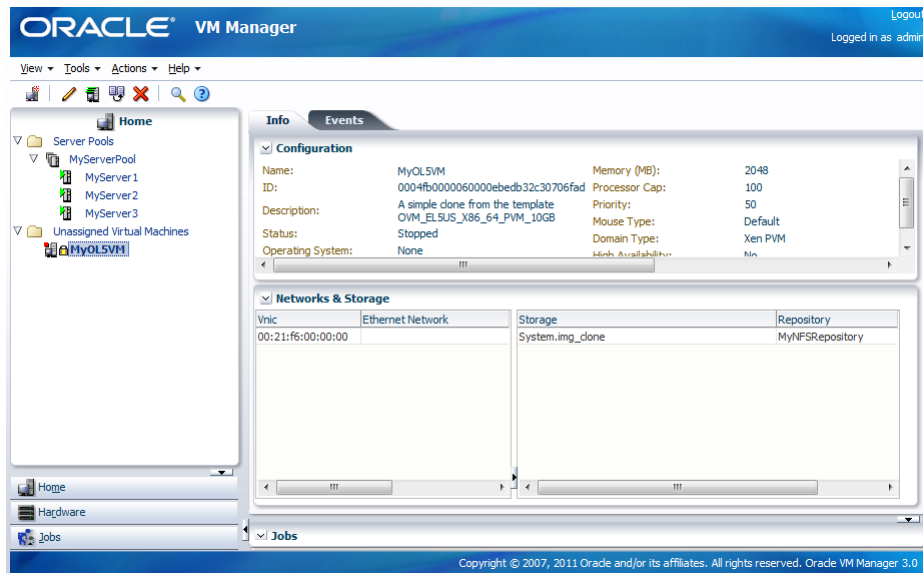 ORACLE VM Manager
Logout
Logged in as admin
View Tools Actions Help
Home
Server Pools
MyServerPool
MyServer1
MyServer2
MyServer3
Unassigned Virtual Machines
MyOL5VM
Home
Hardware
Jobs
Info Events
Configuration
Name: MyOL5VM
ID: 0004fb0000060000ebedb32c30706fad
Description: A simple clone from the template
OVM_EL5US_X86_64_PVM_10GB
Status: Stopped
Operating System: None
Memory (MB): 2048
Processor Cap: 100
Priority: 50
Mouse Type: Default
Domain Type: Xen PVM
High Availability: No
Networks & Storage
Vnic Ethernet Network
00:21:f6:00:00:00
Storage Repository
System.img_clone MyNFSRepository
Jobs
Copyright © 2007, 2011 Oracle and/or its affiliates. All rights reserved. Oracle VM Manager 3.0